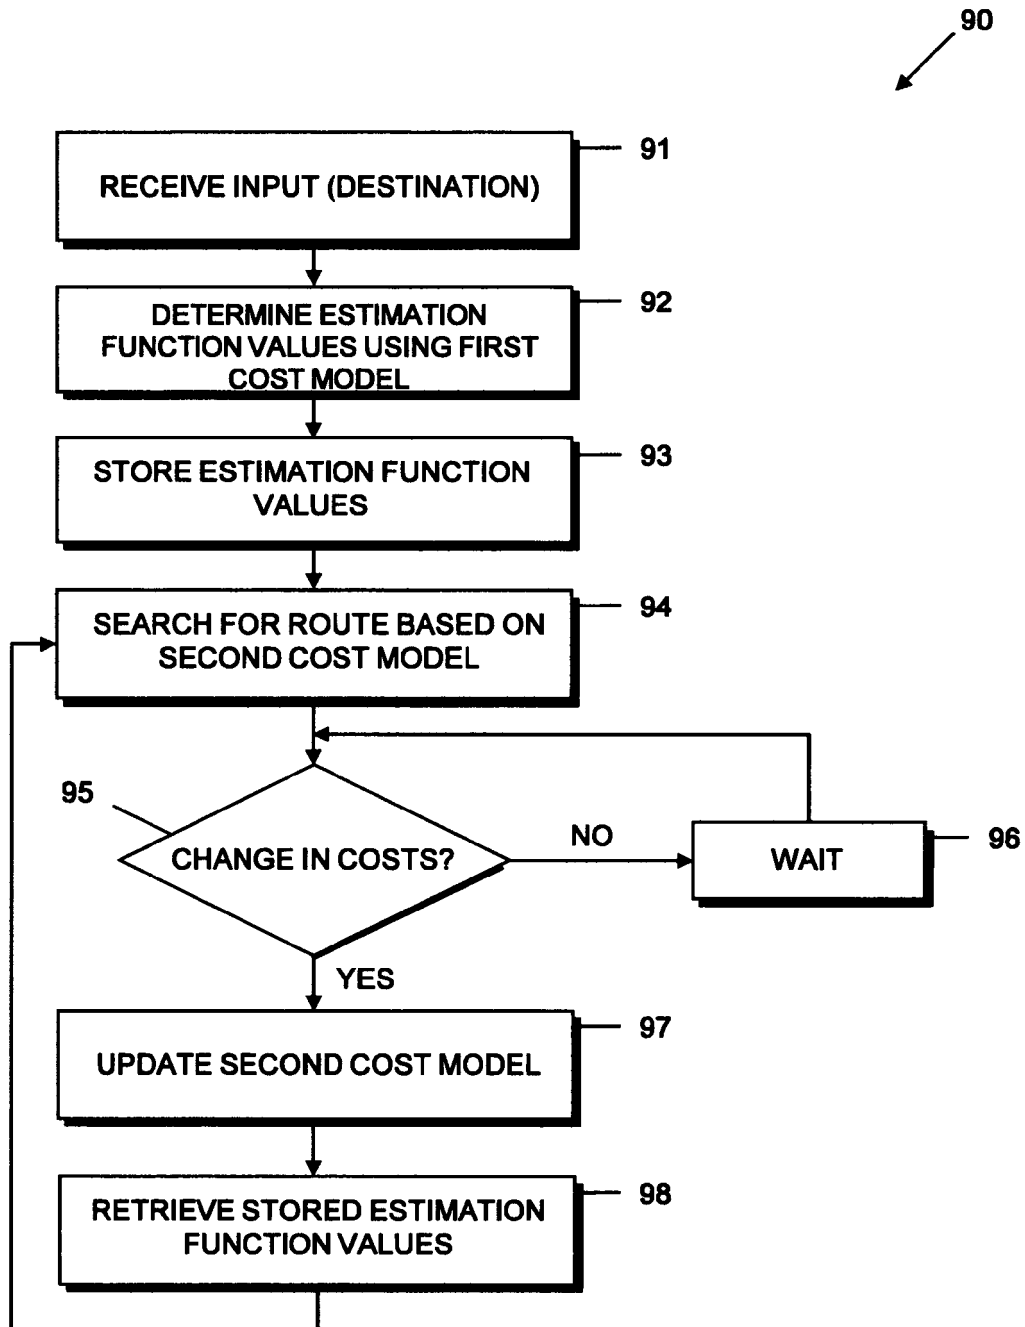 90
RECEIVE INPUT (DESTINATION)
91
DETERMINE ESTIMATION
FUNCTION VALUES USING FIRST
COST MODEL
92
STORE ESTIMATION FUNCTION
VALUES
93
SEARCH FOR ROUTE BASED ON
SECOND COST MODEL
94
95
CHANGE IN COSTS?
NO
WAIT
96
YES
UPDATE SECOND COST MODEL
97
RETRIEVE STORED ESTIMATION
FUNCTION VALUES
98